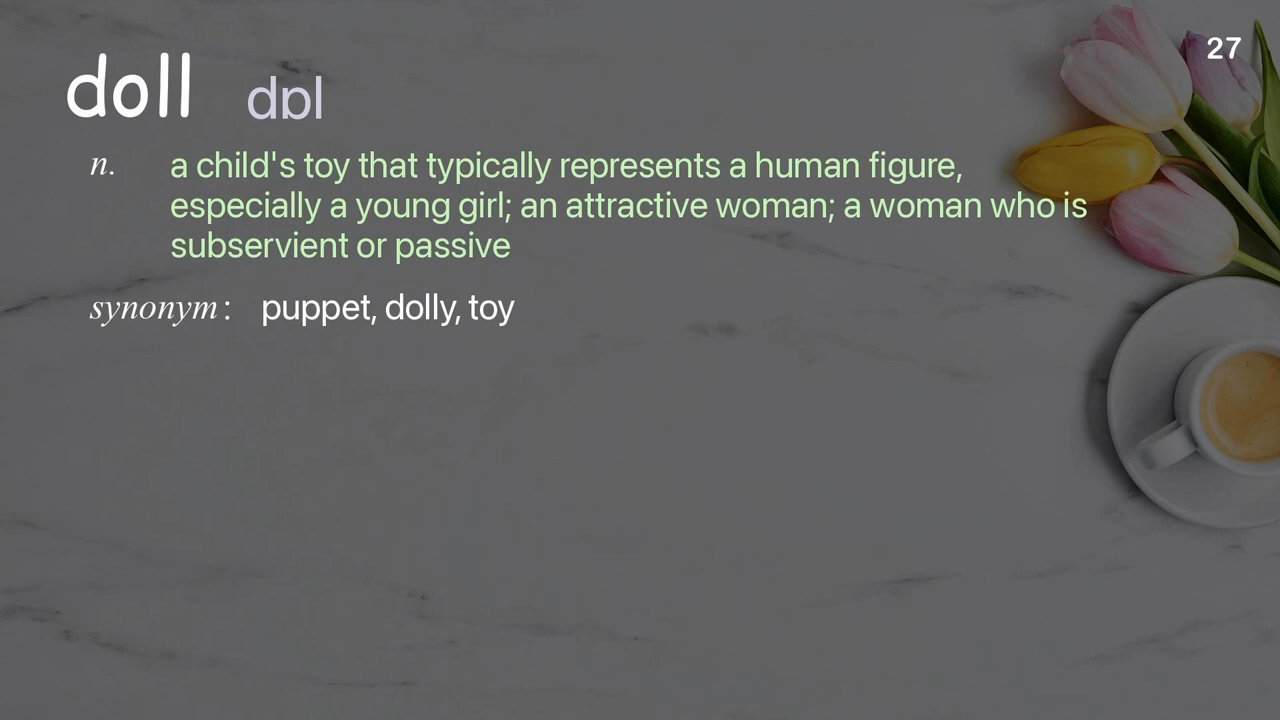 doll dɒl
27
n. a child's toy that typically represents a human figure,
especially a young girl; an attractive woman; a woman who is
subservient or passive
synonym : puppet, dolly, toy